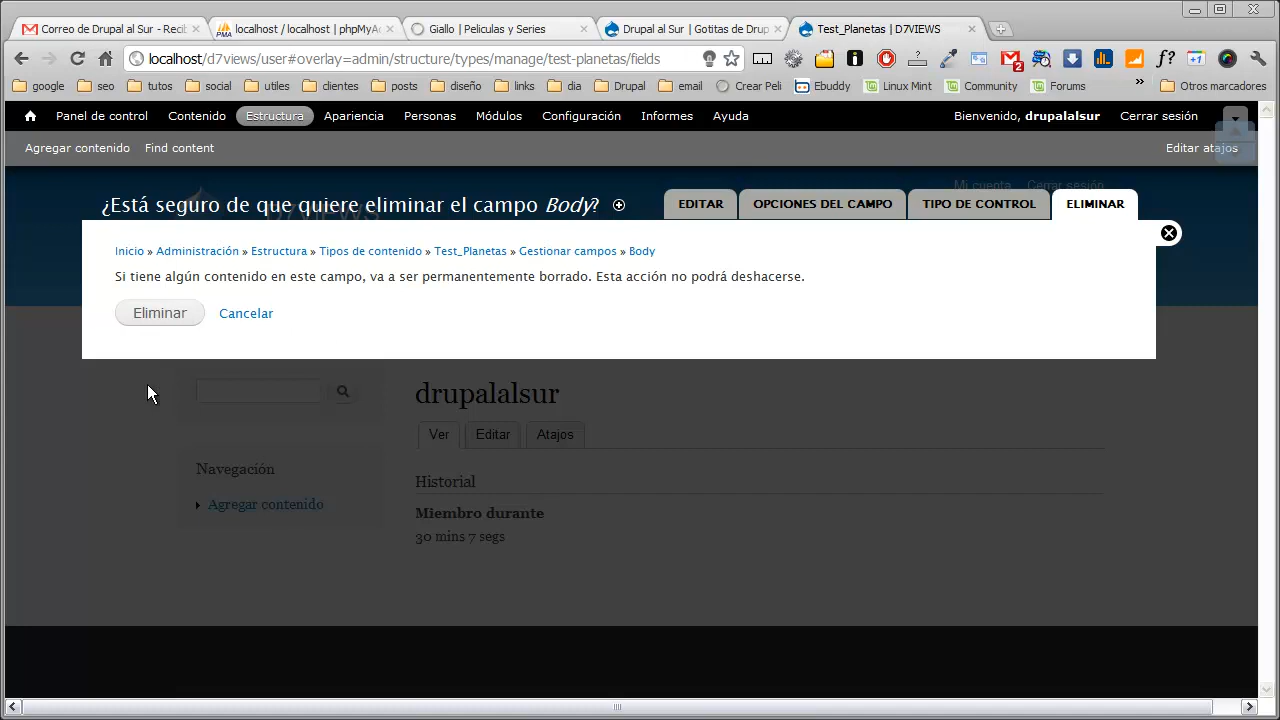 Correo de Drupal al Sur - Reci
localhost / localhost | phpMyA
Giallo | Peliculas y Series
Drupal al Sur | Gotitas de Drup
Test_Planetas | D7VIEWS
localhost/d7views/user#overlay=admin/structure/types/manage/test-planetas/fields
google
mo
tutos
social
utiles
clientes
posts
diseño
links
dia
Drupal
email
Crear Peli
Ebuddy
Linux Mint
Community
Forums
»
Otros marcadores
Panel de control
Contenido
Estructura
Apariencia
Personas
Módulos
Configuración
Informes
Ayuda
Bienvenido, drupalalsur
Cerrar sesión
Agregar contenido
Find content
Editar atajos
Mi cuenta
Cerrar sesión
D7VIEWS
¿Está seguro de que quiere eliminar el campo Body?
EDITAR
OPCIONES DEL CAMPO
TIPO DE CONTROL
ELIMINAR
Inicio » Administración » Estructura » Tipos de contenido » Test_Planetas » Gestionar campos » Body
Si tiene algún contenido en este campo, va a ser permanentemente borrado. Esta acción no podrá deshacerse.
Eliminar
Cancelar
drupalalsur
Ver
Editar
Atajos
Navegación
Agregar contenido
Historial
Miembro durante
30 mins 7 segs